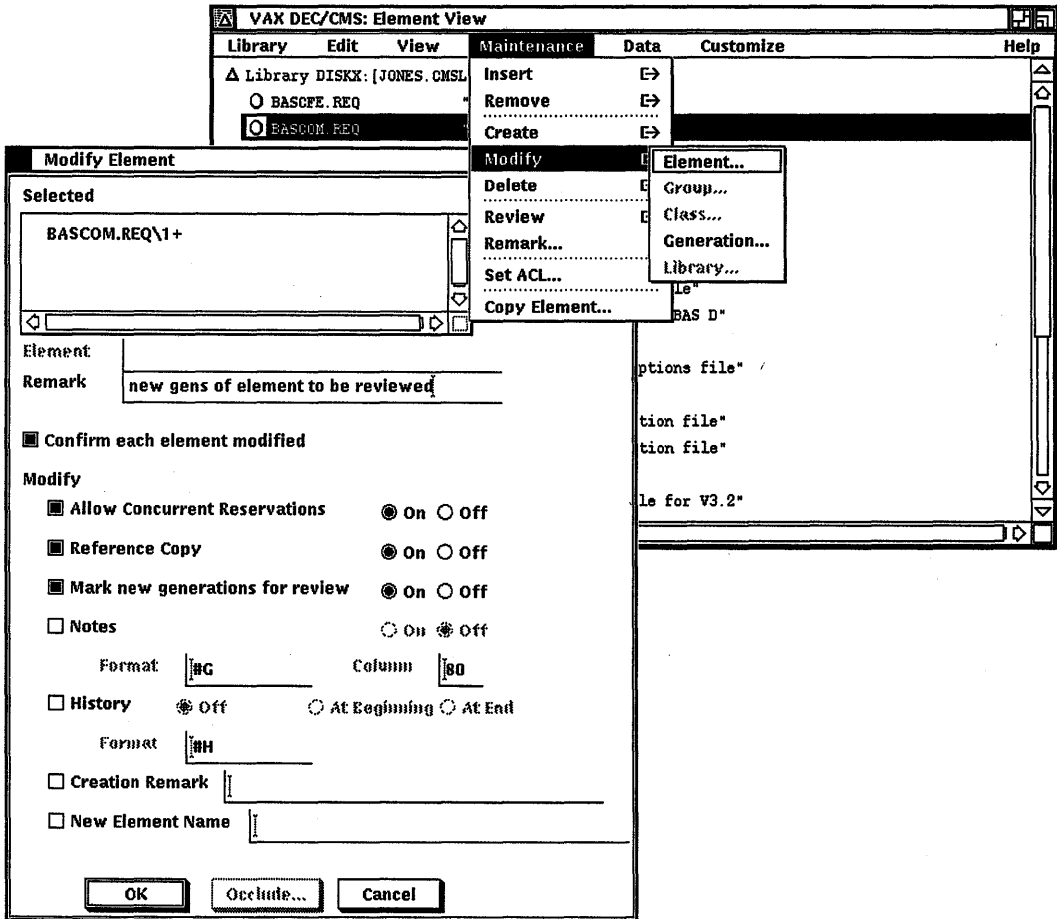 VAX DEC/CMS: Element View
Library Edit View Maintenance Data Customize Help
Library DISKX:[JONES.CMSL
BASCFE.REQ "
BASCOM.REQ
Insert
Remove
Create
Modify
Delete
Review
Remark...
Set ACL...
Copy Element...
Element...
Group...
Class...
Generation...
Library...
le"
BAS D"
ptions file"
tion file"
tion file"
le for V3.2"
Modify Element
Selected
BASCOM.REQ\1+
Element
Remark new gens of element to be reviewed
Confirm each element modified
Modify
Allow Concurrent Reservations On Off
Reference Copy On Off
Mark new generations for review On Off
Notes On Off
Format #G Column 80
History Off At Beginning At End
Format #H
Creation Remark
New Element Name
OK Occlude... Cancel